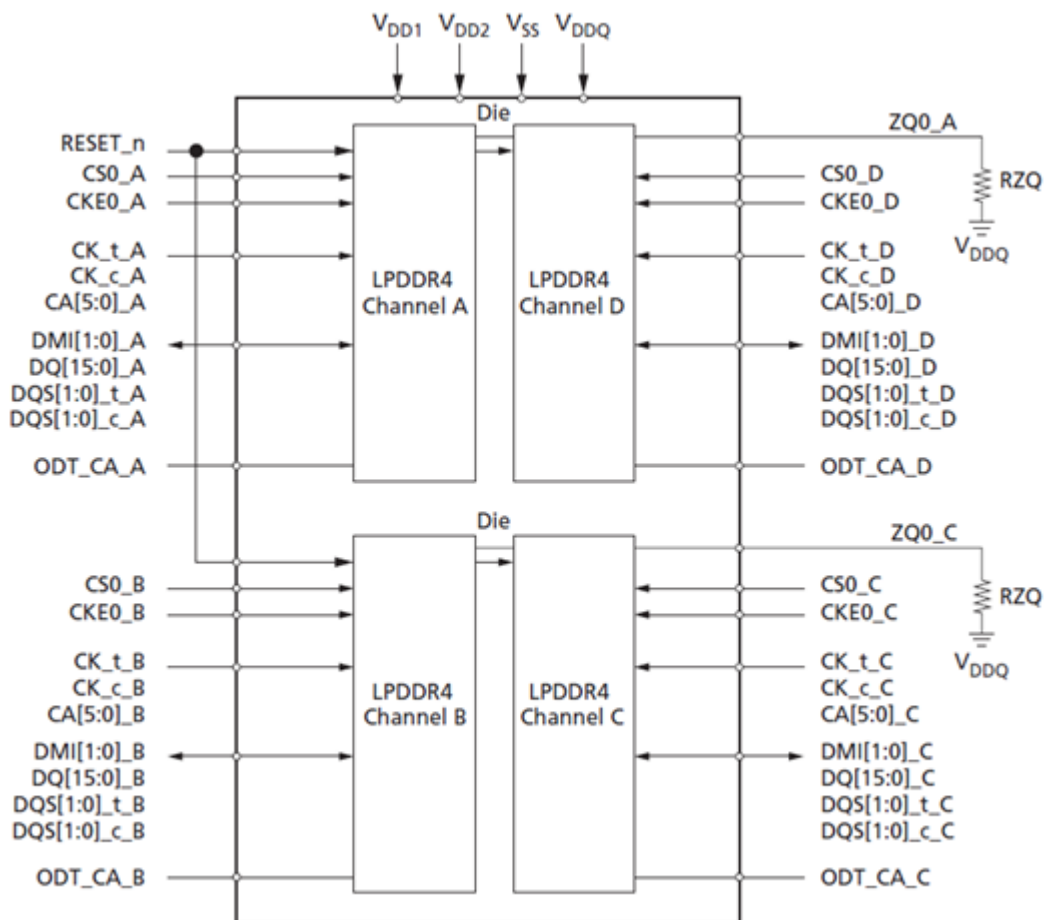 VDD1 VDD2 VSS VDDQ
Die
ZQ0_A
RESET_n
CS0_A
CKE0_A
CK_t_A
CK_c_A
CA[5:0]_A
DMI[1:0]_A
DQ[15:0]_A
DQS[1:0]_t_A
DQS[1:0]_c_A
ODT_CA_A
LPDDR4
Channel A
LPDDR4
Channel D
CS0_D
CKE0_D
CK_t_D
CK_c_D
CA[5:0]_D
DMI[1:0]_D
DQ[15:0]_D
DQS[1:0]_t_D
DQS[1:0]_c_D
ODT_CA_D
RZQ
VDDQ
Die
ZQ0_C
CS0_B
CKE0_B
CK_t_B
CK_c_B
CA[5:0]_B
DMI[1:0]_B
DQ[15:0]_B
DQS[1:0]_t_B
DQS[1:0]_c_B
ODT_CA_B
LPDDR4
Channel B
LPDDR4
Channel C
CS0_C
CKE0_C
CK_t_C
CK_c_C
CA[5:0]_C
DMI[1:0]_C
DQ[15:0]_C
DQS[1:0]_t_C
DQS[1:0]_c_C
ODT_CA_C
RZQ
VDDQ